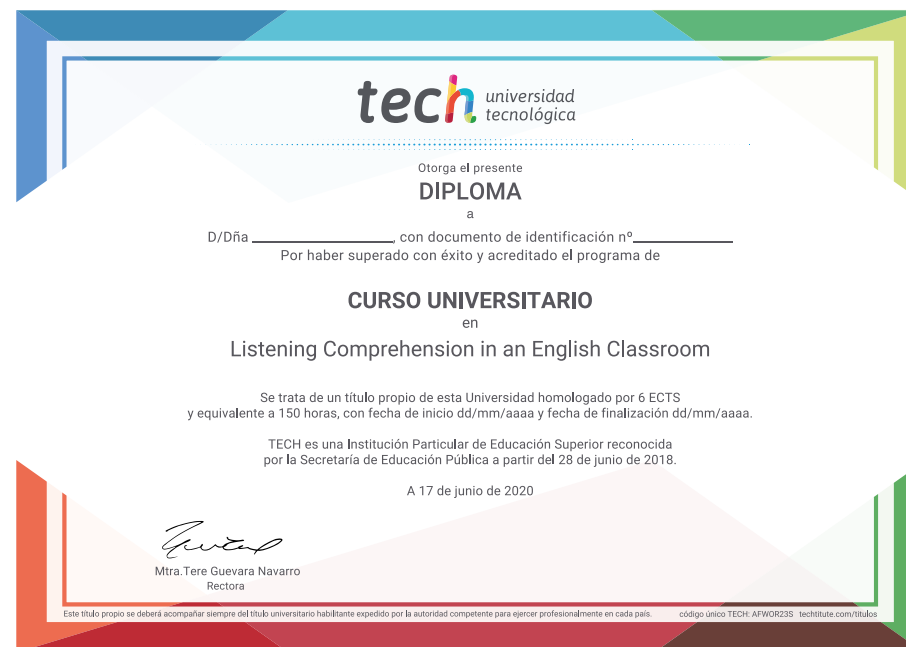 tech universidad
tecnológica
Otorga el presente
DIPLOMA
a
D/Dña ____________________, con documento de identificación nº______________
Por haber superado con éxito y acreditado el programa de
CURSO UNIVERSITARIO
en
Listening Comprehension in an English Classroom
Se trata de un título propio de esta Universidad homologado por 6 ECTS
y equivalente a 150 horas, con fecha de inicio dd/mm/aaaa y fecha de finalización dd/mm/aaaa.
TECH es una Institución Particular de Educación Superior reconocida
por la Secretaría de Educación Pública a partir del 28 de junio de 2018.
A 17 de junio de 2020
Mtra.Tere Guevara Navarro
Rectora
Este título propio se deberá acompañar siempre del título universitario habilitante expedido por la autoridad competente para ejercer profesionalmente en cada país. código único TECH: AFWOR23S techtitute.com/titulos